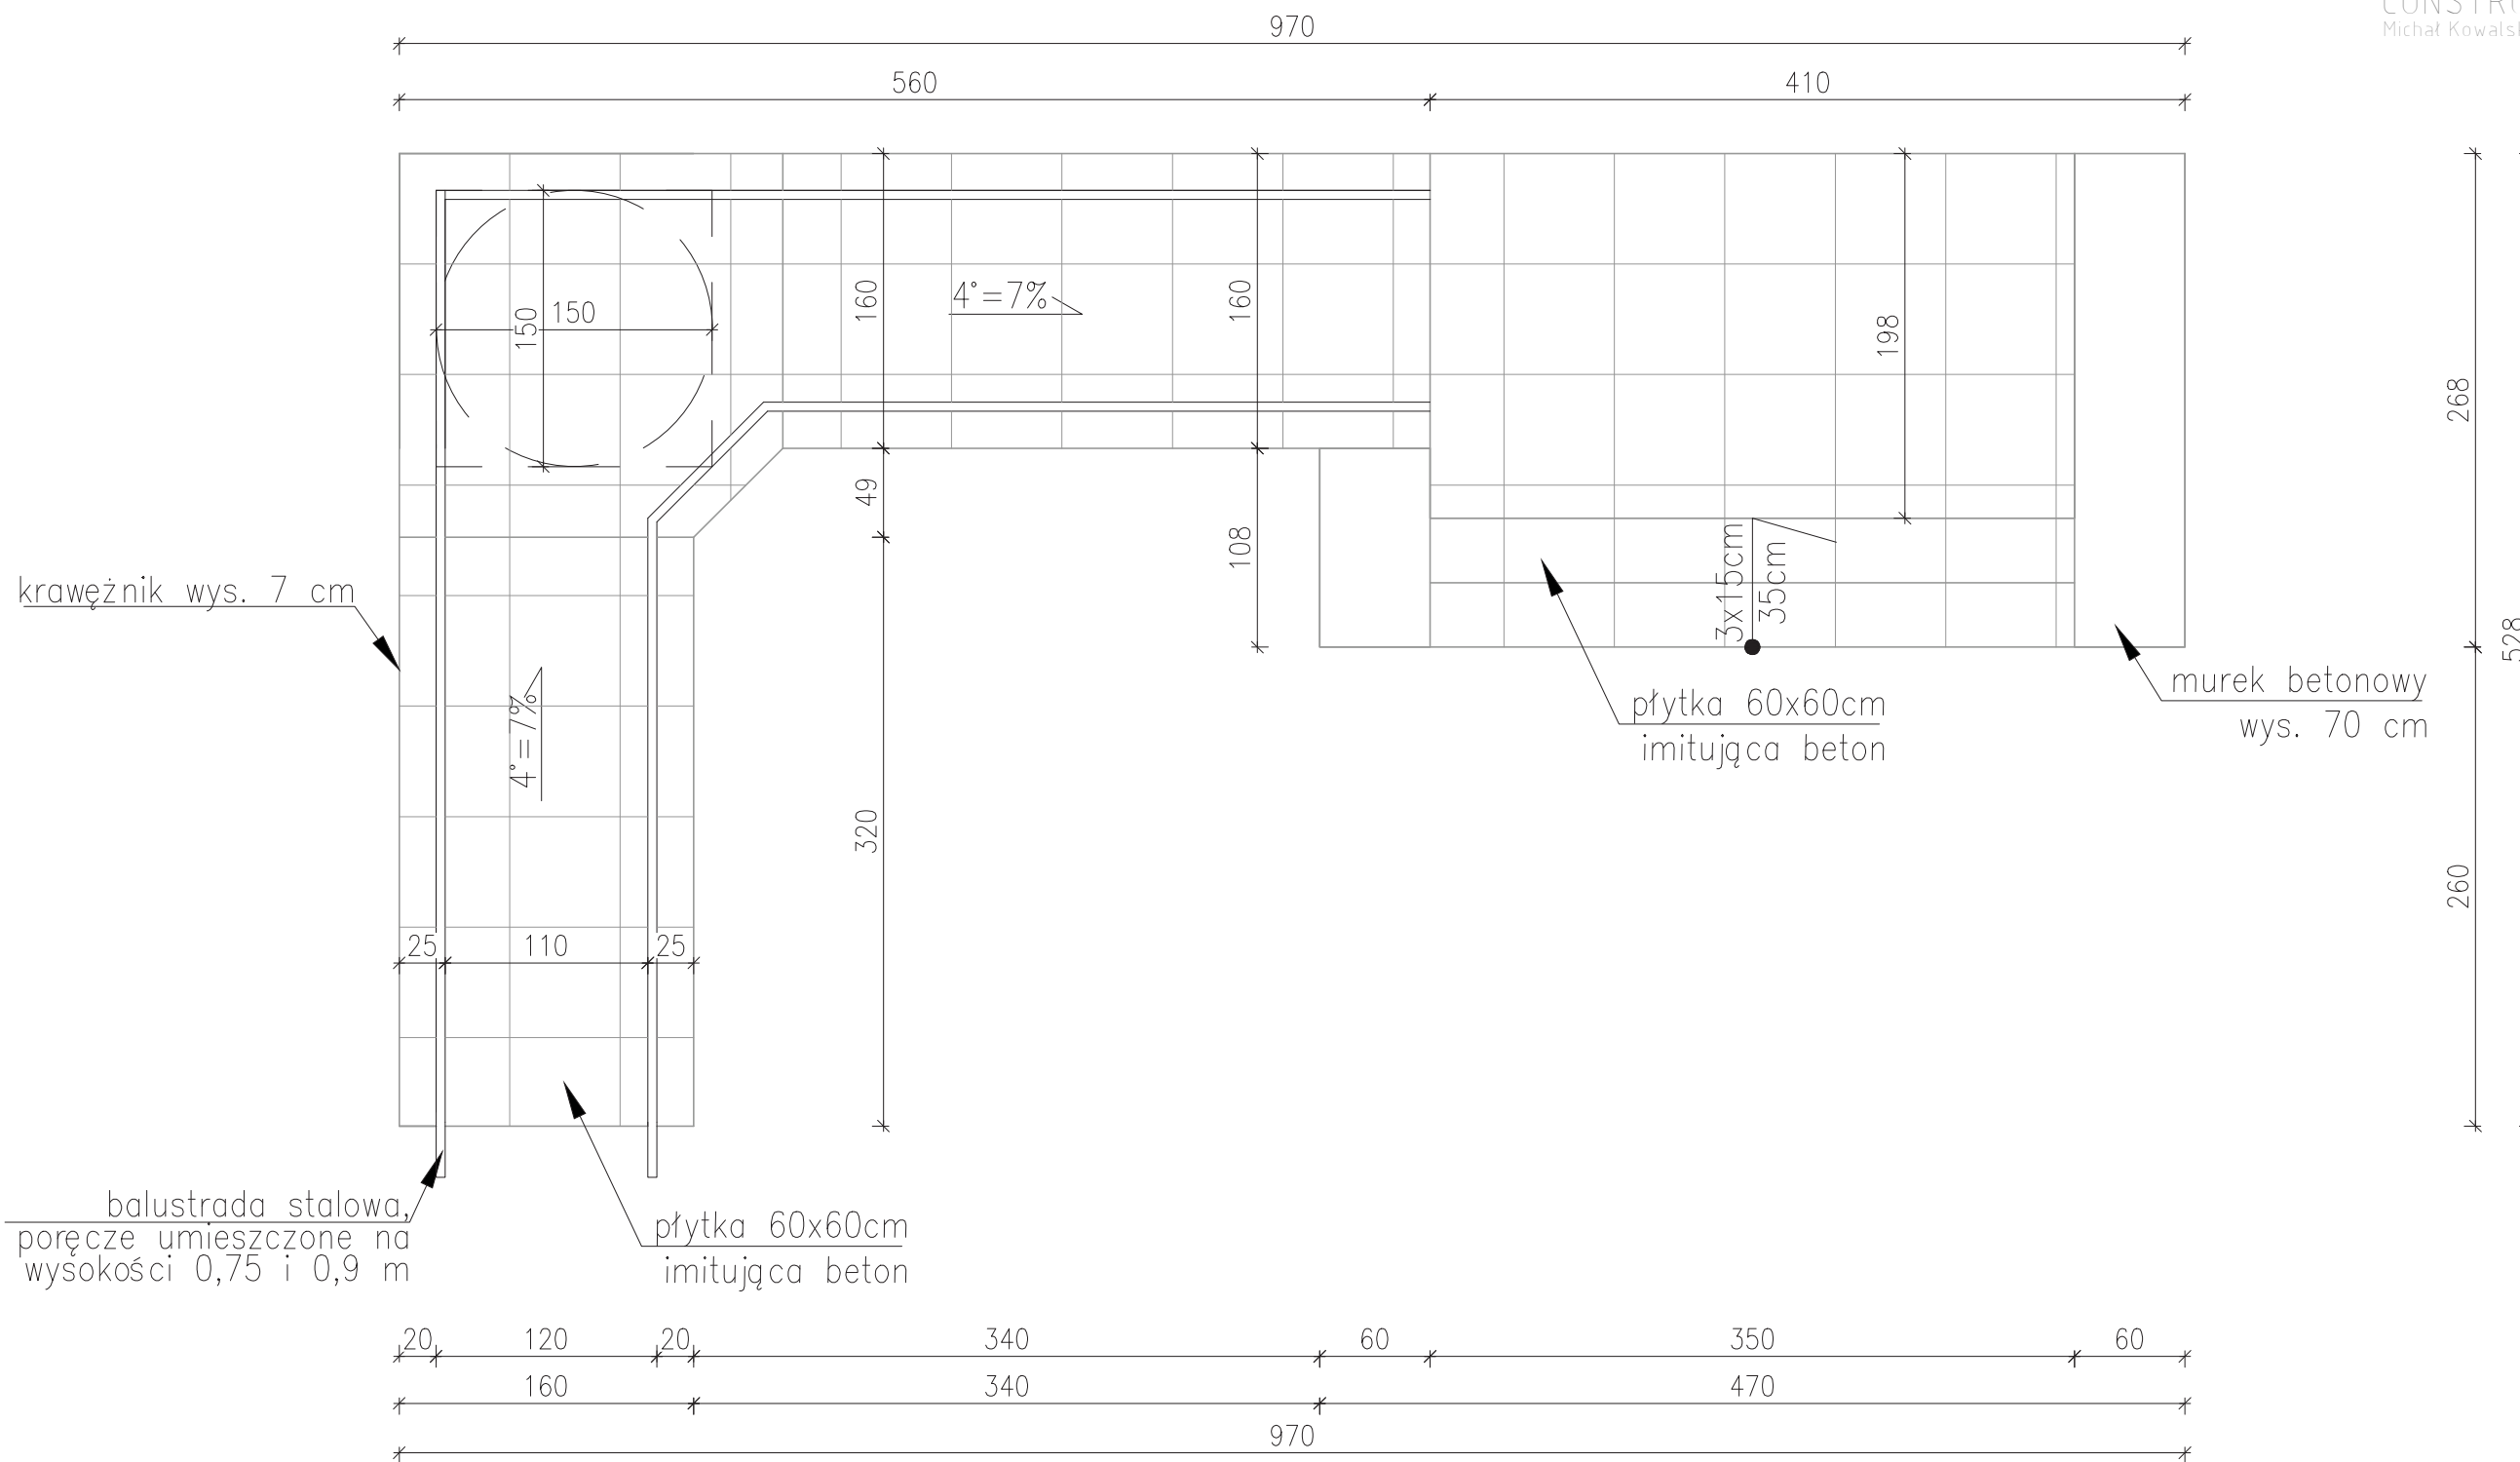 Michał Kowals
970
560
410
160
160
198
150
150
4°=7%
268
49
108
3x15cm
35cm
krawężnik wys. 7 cm
528
murek betonowy
wys. 70 cm
płytka 60x60cm
imitująca beton
4°=7%
320
260
25
110
25
balustrada stalowa,
poręcze umieszczone na
wysokości 0,75 i 0,9 m
płytka 60x60cm
imitująca beton
20
120
20
340
60
350
60
160
340
470
970